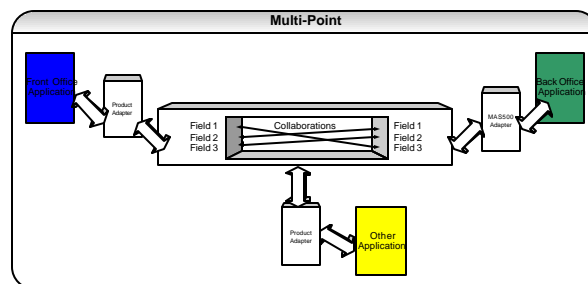 Multi-Point
Front Office
Application
Product
Adapter
Field 1
Field 2
Field 3
Collaborations
Field 1
Field 2
Field 3
MAS500
Adapter
Back Office
Application
Product
Adapter
Other
Application